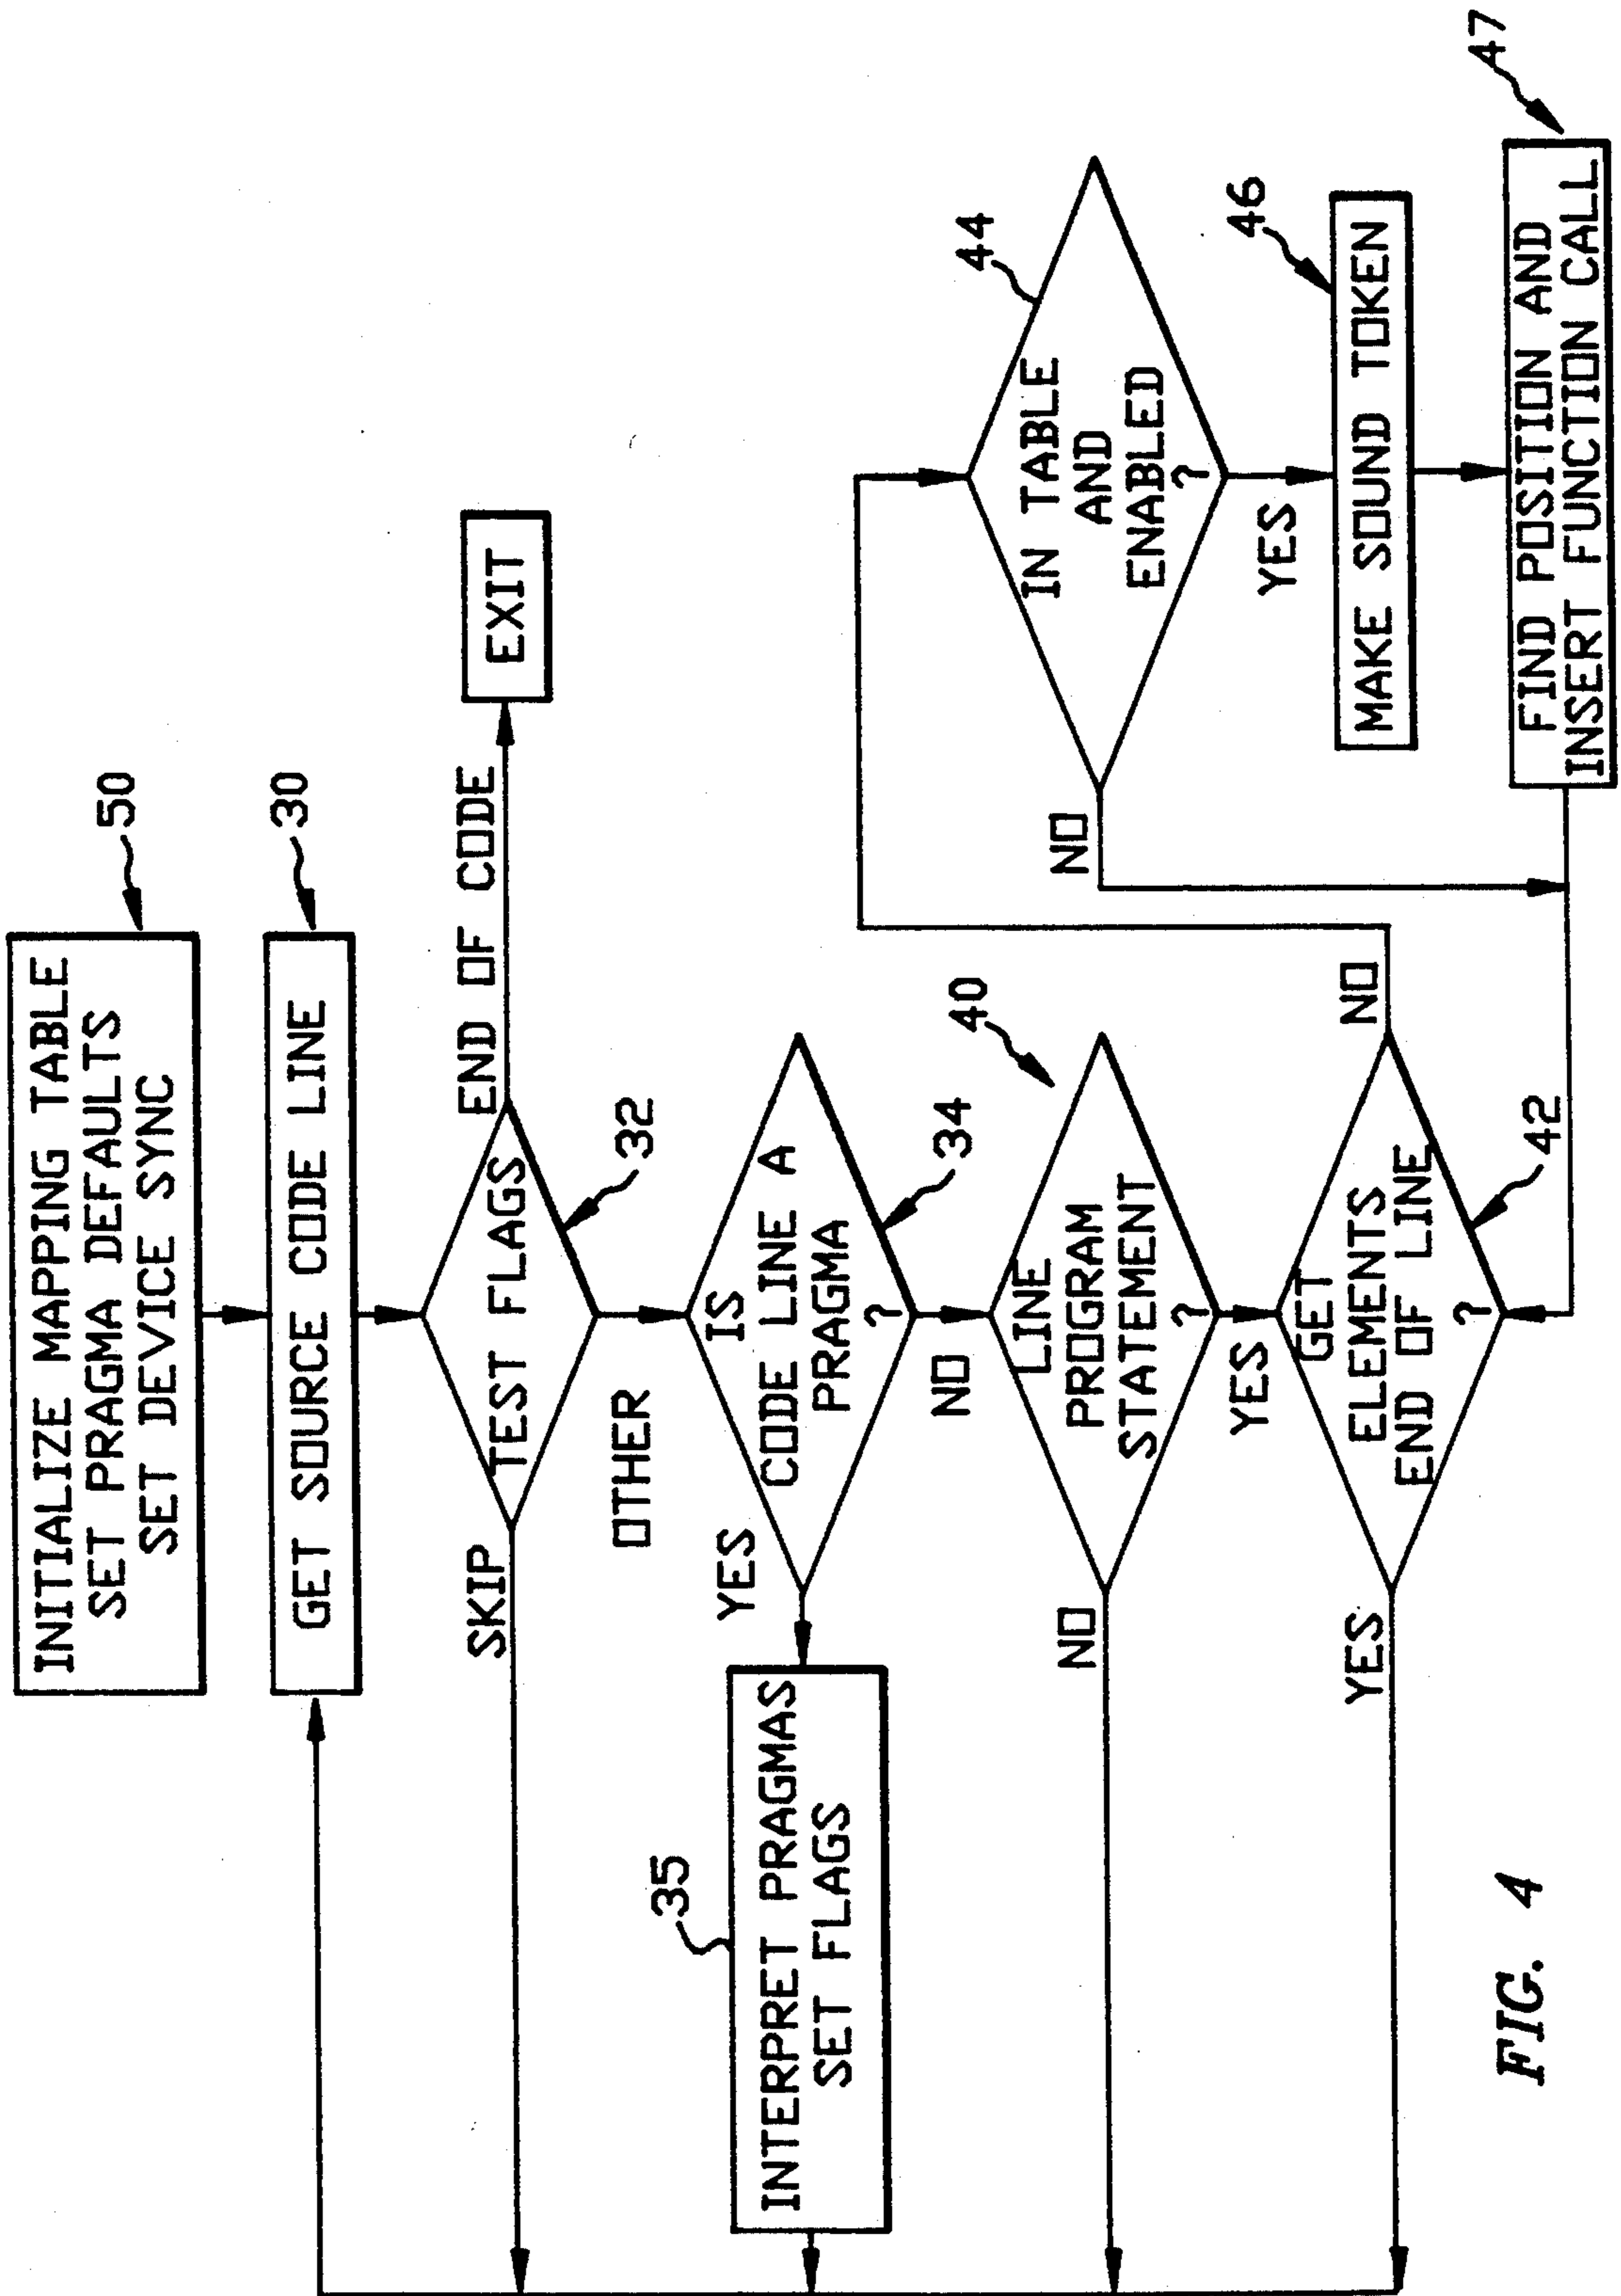 INITIALIZE MAPPING TABLE
SET PRAGMA DEFAULTS
SET DEVICE SYNC
50
GET SOURCE CODE LINE
30
TEST FLAGS
32
SKIP
END OF CODE
EXIT
OTHER
IS
CODE LINE A
PRAGMA
?
34
YES
INTERPRET PRAGMAS
SET FLAGS
35
NO
LINE
PROGRAM
STATEMENT
?
40
NO
YES
GET
ELEMENTS
END OF LINE
?
42
YES
NO
IN TABLE
AND
ENABLED
?
44
NO
YES
MAKE SOUND TOKEN
46
FIND POSITION AND
INSERT FUNCTION CALL
47
FIG. 4